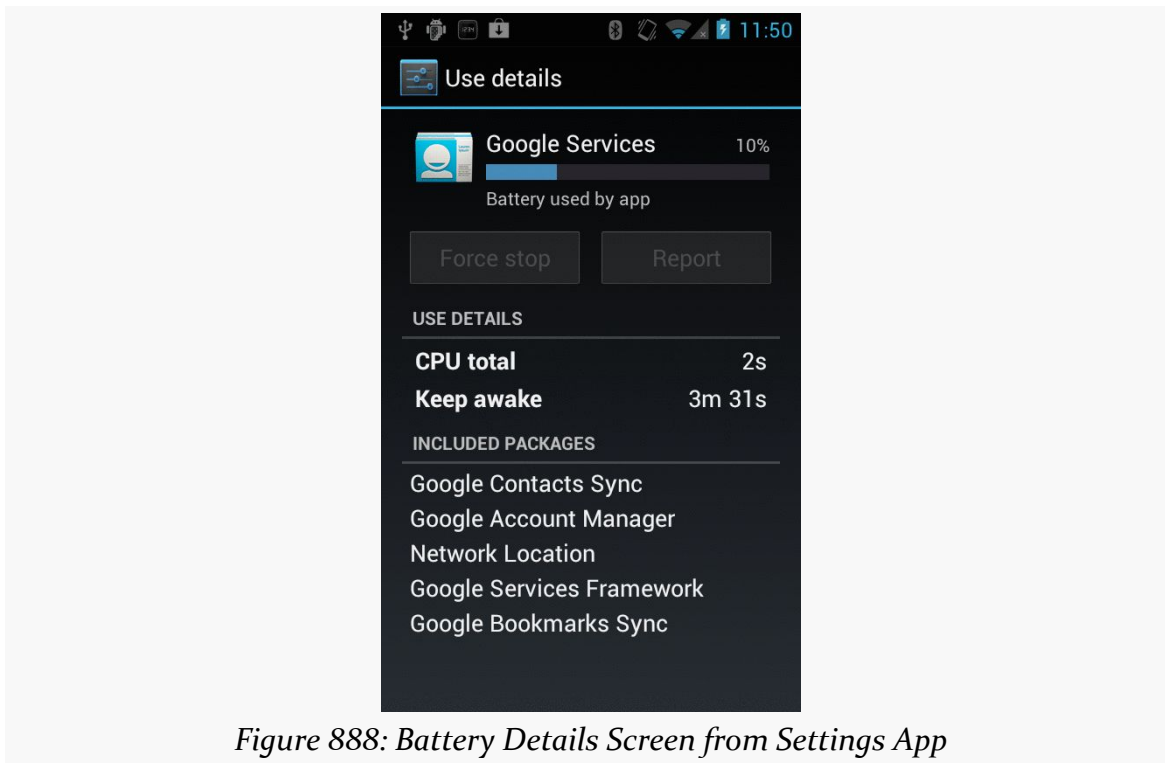 11:50
Use details
Google Services 10%
Battery used by app
Force stop Report
USE DETAILS
CPU total 2s
Keep awake 3m 31s
INCLUDED PACKAGES
Google Contacts Sync
Google Account Manager
Network Location
Google Services Framework
Google Bookmarks Sync
Figure 888: Battery Details Screen from Settings App